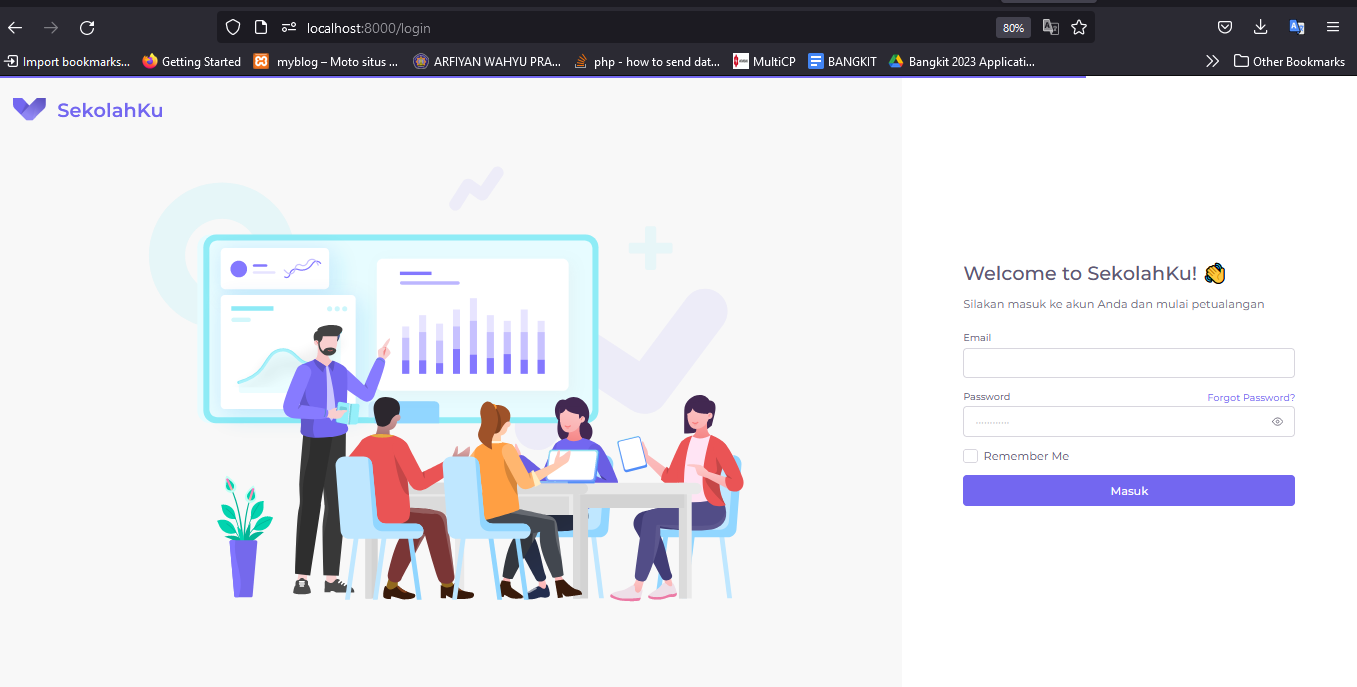 localhost:8000/login
80%
Import bookmarks...
Getting Started
myblog – Moto situs ...
ARFIYAN WAHYU PRA...
php - how to send dat...
MultiCP
BANGKIT
Bangkit 2023 Applicati...
Other Bookmarks
SekolahKu
Welcome to SekolahKu! 👋
Silakan masuk ke akun Anda dan mulai petualangan
Email
Password
Forgot Password?
············
Remember Me
Masuk